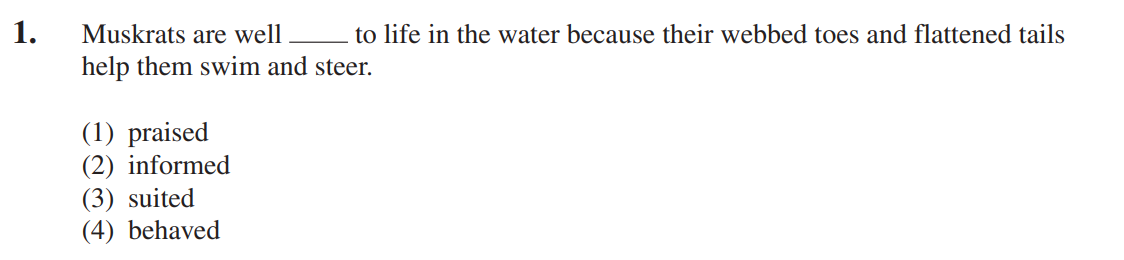 1. Muskrats are well ____ to life in the water because their webbed toes and flattened tails
help them swim and steer.
(1) praised
(2) informed
(3) suited
(4) behaved